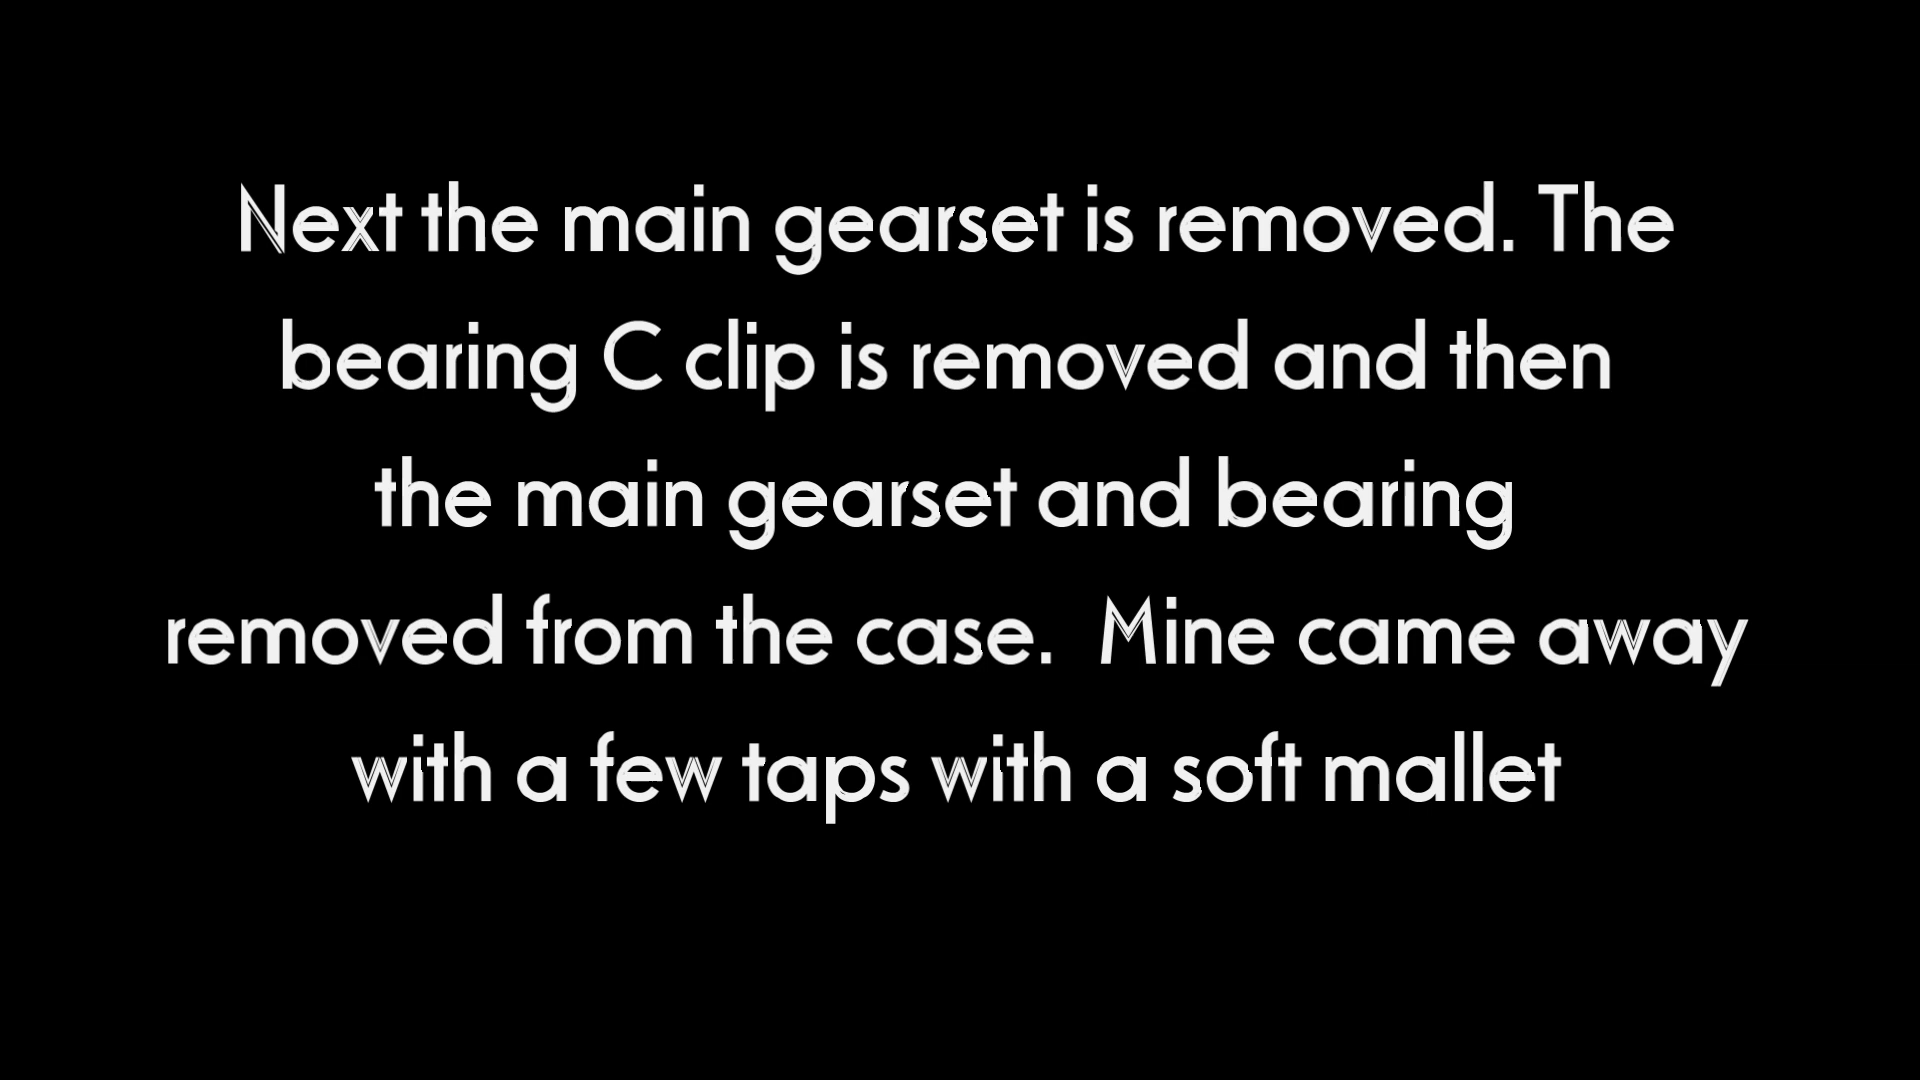 Next the main gearset is removed. The
bearing C clip is removed and then
the main gearset and bearing
removed from the case.  Mine came away
with a few taps with a soft mallet